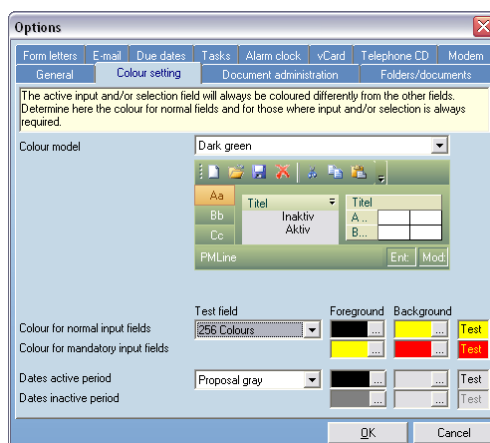 Options
Form letters E-mail Due dates Tasks Alarm clock vCard Telephone CD Modem
General Colour setting Document administration Folders/documents
The active input and/or selection field will always be coloured differently from the other fields.
Determine here the colour for normal fields and for those where input and/or selection is always
required.
Colour model Dark green
Aa
Titel Titel
Bb Inaktiv A ..
Cc Aktiv B...
PMLine Ent: Mod:
Test field Foreground Background
Colour for normal input fields 256 Colours ... ... Test
Colour for mandatory input fields ... ... Test
Dates active period Proposal gray ... ... Test
Dates inactive period ... ... Test
OK Cancel